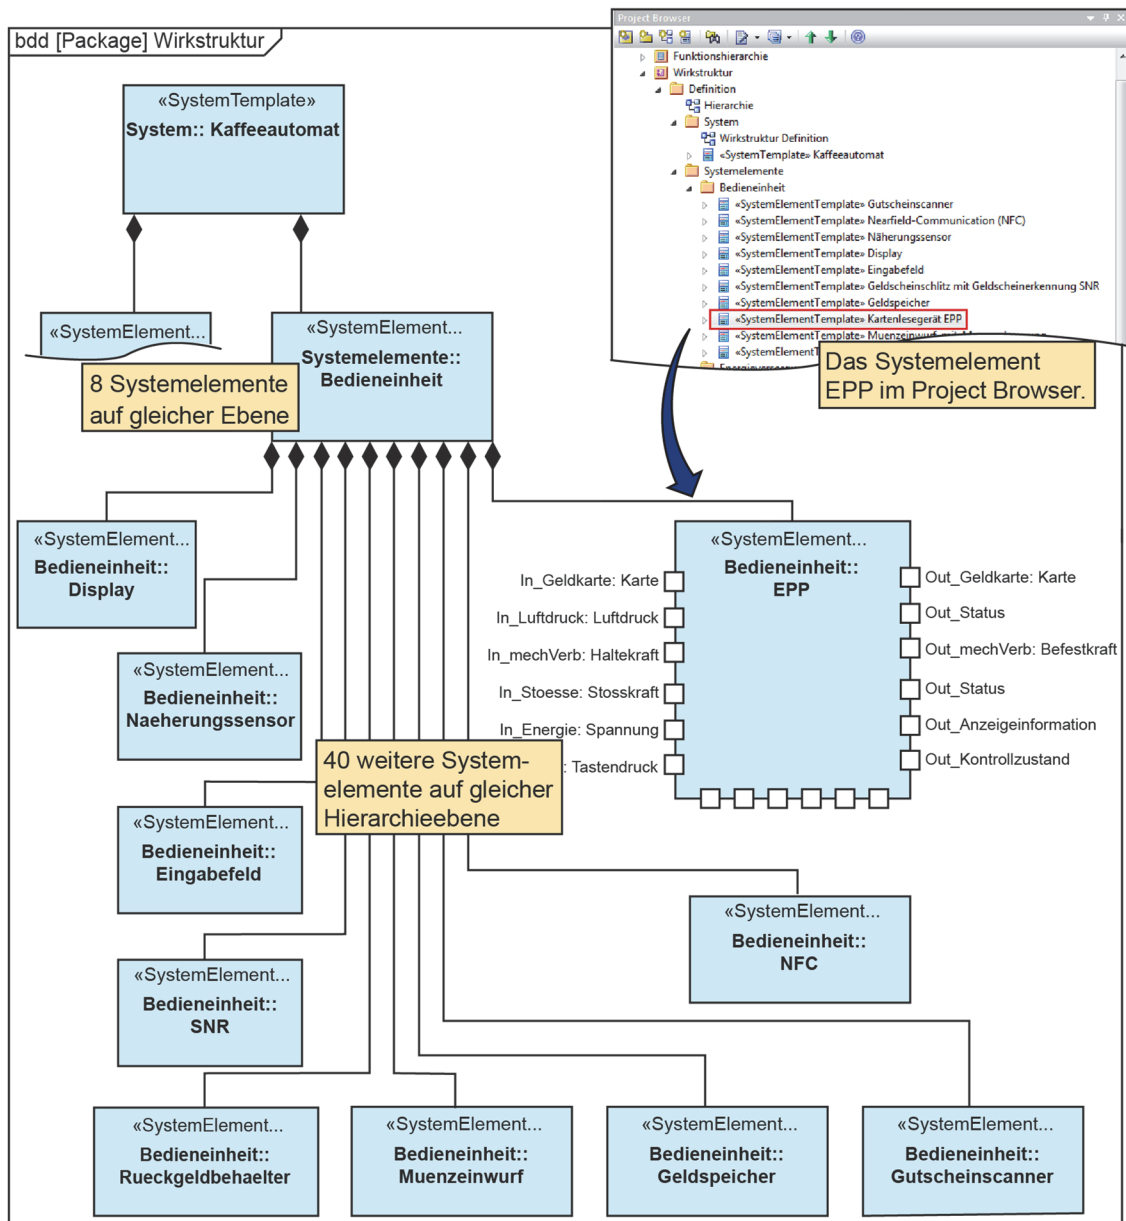 bdd [Package] Wirkstruktur
Project Browser
Funktionshierarchie
Wirkstruktur
Definition
Hierarchie
System
Wirkstruktur Definition
«SystemTemplate» Kaffeeautomat
Systemelemente
Bedieneinheit
«SystemElementTemplate» Gutscheinscanner
«SystemElementTemplate» Nearfield-Communication (NFC)
«SystemElementTemplate» Näherungssensor
«SystemElementTemplate» Display
«SystemElementTemplate» Eingabefeld
«SystemElementTemplate» Geldscheinschlitz mit Geldscheinerkennung SNR
«SystemElementTemplate» Geldspeicher
«SystemElementTemplate» Kartenlesegerät EPP
«SystemElementTemplate» Muenzeinwurf
«SystemElementT
Das Systemelement
EPP im Project Browser.
«SystemTemplate»
System:: Kaffeeautomat
«SystemElement...
8 Systemelemente
auf gleicher Ebene
«SystemElement...
Systemelemente::
Bedieneinheit
«SystemElement...
Bedieneinheit::
Display
«SystemElement...
Bedieneinheit::
EPP
In_Geldkarte: Karte
In_Luftdruck: Luftdruck
In_mechVerb: Haltekraft
In_Stoesse: Stosskraft
In_Energie: Spannung
: Tastendruck
Out_Geldkarte: Karte
Out_Status
Out_mechVerb: Befestkraft
Out_Status
Out_Anzeigeinformation
Out_Kontrollzustand
«SystemElement...
Bedieneinheit::
Naeherungssensor
40 weitere System-
elemente auf gleicher
Hierarchieebene
«SystemElement...
Bedieneinheit::
Eingabefeld
«SystemElement...
Bedieneinheit::
NFC
«SystemElement...
Bedieneinheit::
SNR
«SystemElement...
Bedieneinheit::
Rueckgeldbehaelter
«SystemElement...
Bedieneinheit::
Muenzeinwurf
«SystemElement...
Bedieneinheit::
Geldspeicher
«SystemElement...
Bedieneinheit::
Gutscheinscanner